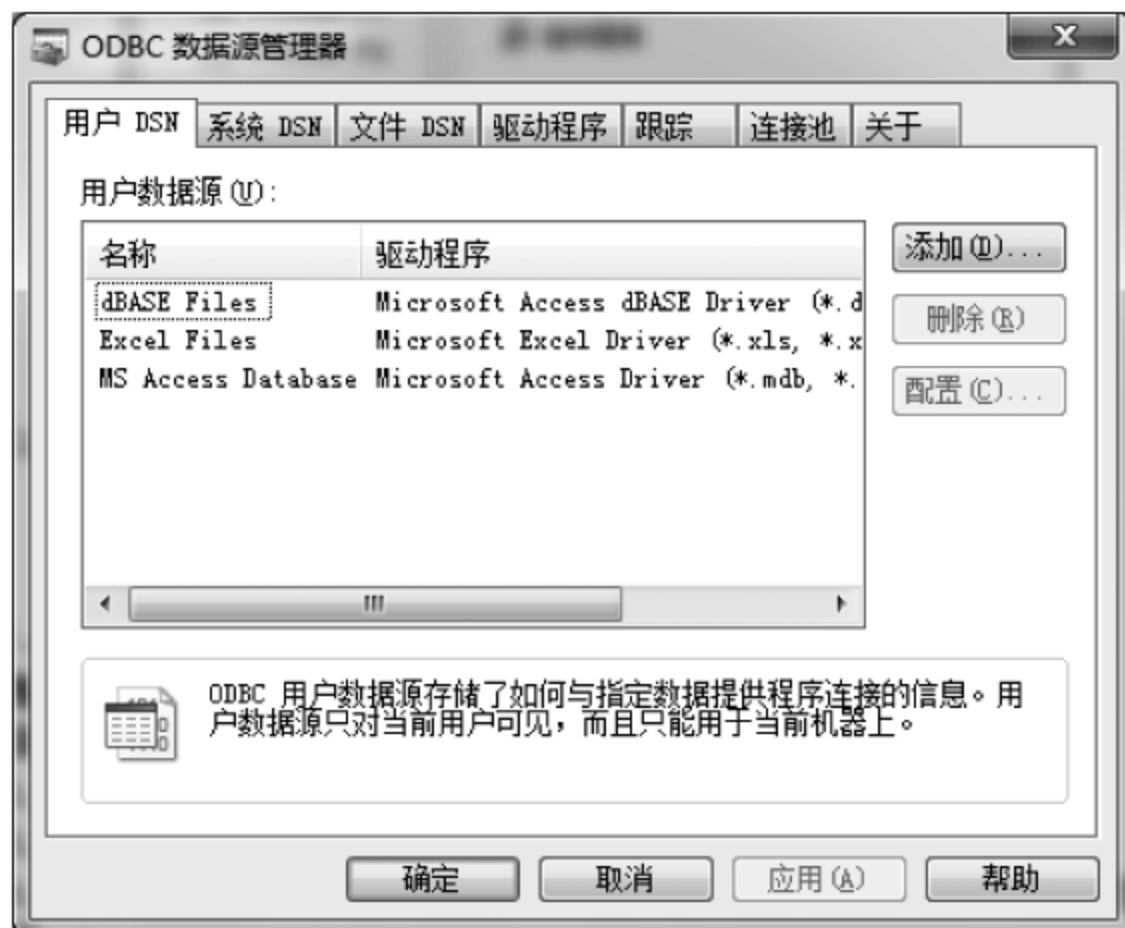 ODBC 数据源管理器
用户 DSN 系统 DSN 文件 DSN 驱动程序 跟踪 连接池 关于
用户数据源(U):
名称 驱动程序
添加(D)...
dBASE Files Microsoft Access dBASE Driver (*.d
删除(R)
Excel Files Microsoft Excel Driver (*.xls, *.x
MS Access Database Microsoft Access Driver (*.mdb, *.
配置(C)...
ODBC 用户数据源存储了如何与指定数据提供程序连接的信息。用
户数据源只对当前用户可见，而且只能用于当前机器上。
确定 取消 应用(A) 帮助